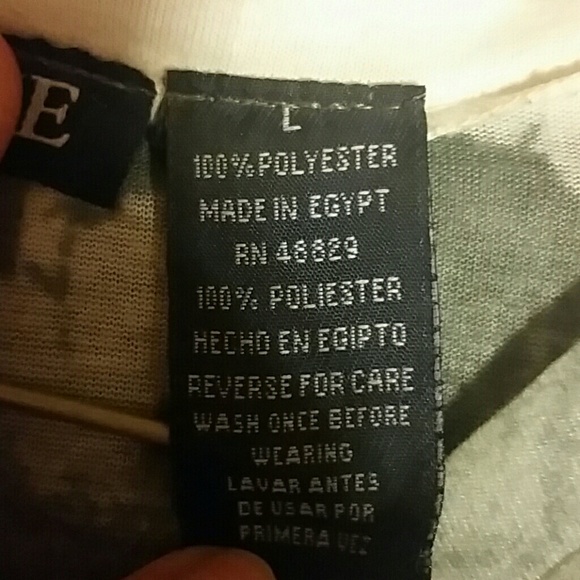 E
L
100% POLYESTER
MADE IN EGYPT
RN 46829
100% POLIESTER
HECHO EN EGIPTO
REVERSE FOR CARE
WASH ONCE BEFORE
WEARING
LAVAR ANTES
DE USAR POR
PRIMERA VEZ